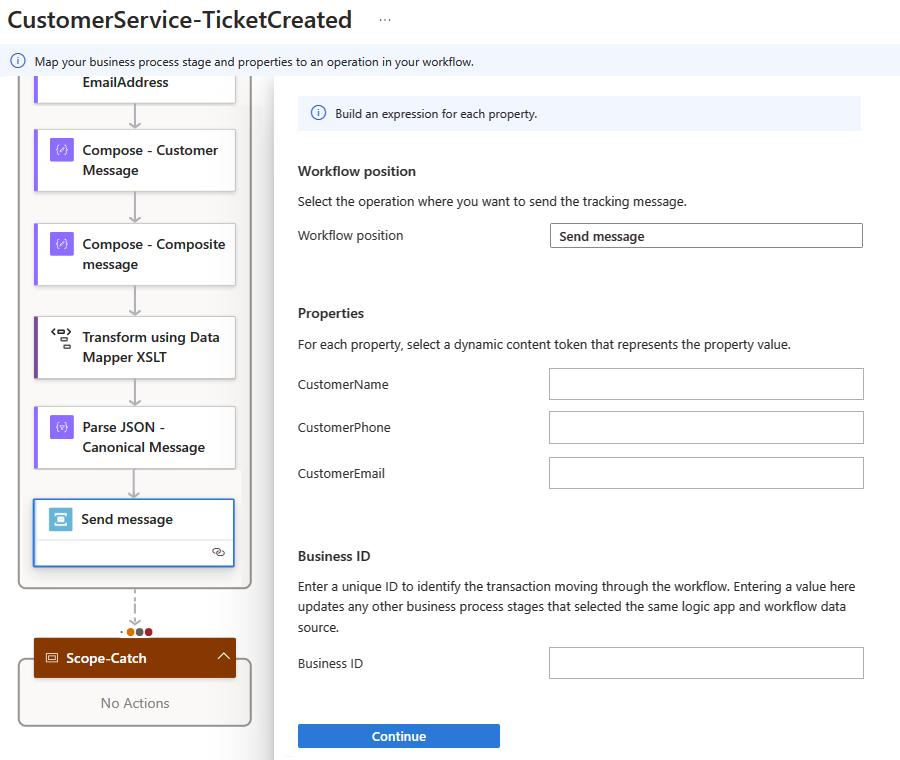 CustomerService-TicketCreated ...
Map your business process stage and properties to an operation in your workflow.
EmailAddress
Compose - Customer
Message
Compose - Composite
message
Transform using Data
Mapper XSLT
Parse JSON -
Canonical Message
Send message
Scope-Catch
No Actions
Build an expression for each property.
Workflow position
Select the operation where you want to send the tracking message.
Workflow position
Send message
Properties
For each property, select a dynamic content token that represents the property value.
CustomerName
CustomerPhone
CustomerEmail
Business ID
Enter a unique ID to identify the transaction moving through the workflow. Entering a value here
updates any other business process stages that selected the same logic app and workflow data
source.
Business ID
Continue